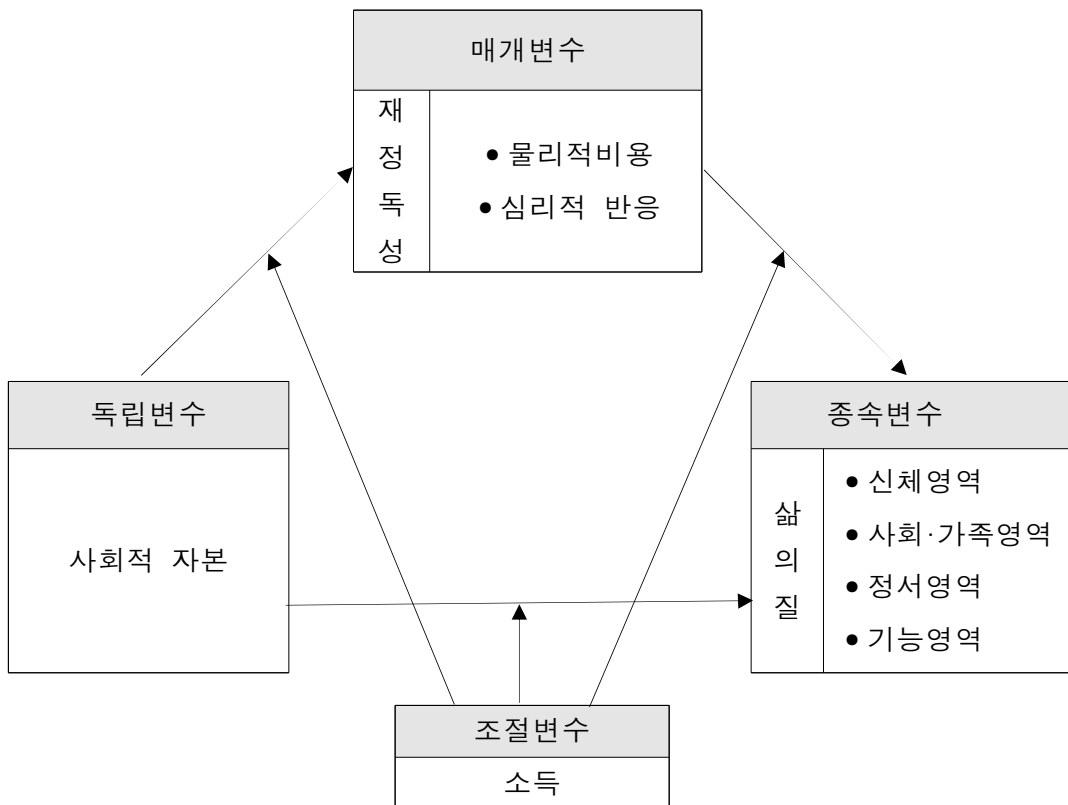 매개변수
재
정
독
성
● 물리적비용
● 심리적 반응
독립변수
사회적 자본
종속변수
삶
의
질
● 신체영역
● 사회·가족영역
● 정서영역
● 기능영역
조절변수
소득